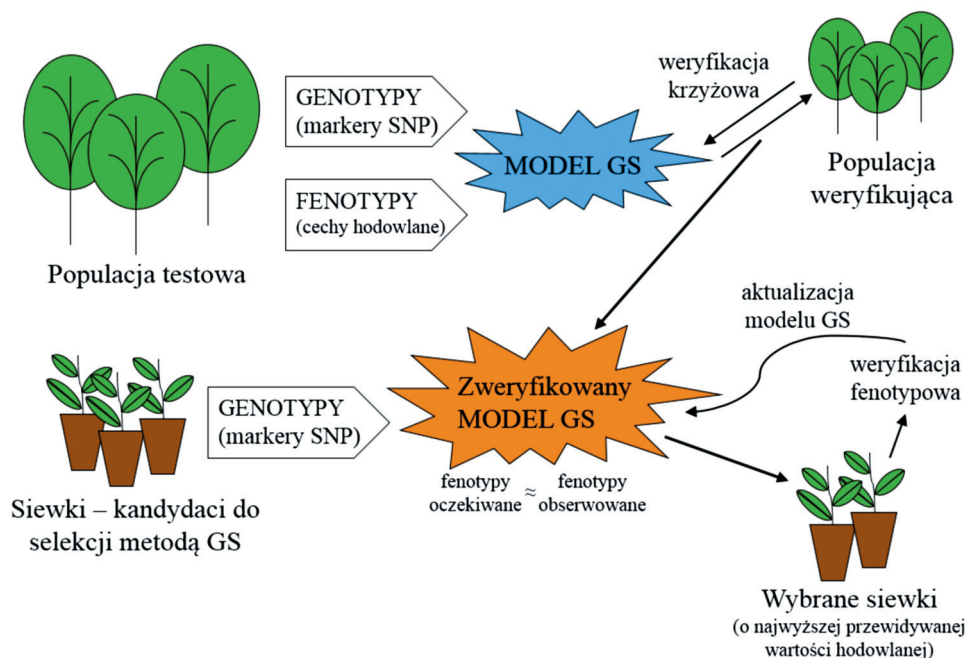 GENOTYPY
(markery SNP)
FENOTYPY
(cechy hodowlane)
MODEL GS
weryfikacja
krzyżowa
Populacja
weryfikująca
Populacja testowa
aktualizacja
modelu GS
weryfikacja
fenotypowa
GENOTYPY
(markery SNP)
Zweryfikowany
MODEL GS
fenotypy ≈ fenotypy
oczekiwane obserwowane
Siewki – kandydaci do
selekcji metodą GS
Wybrane siewki
(o najwyższej przewidywanej
wartości hodowlanej)